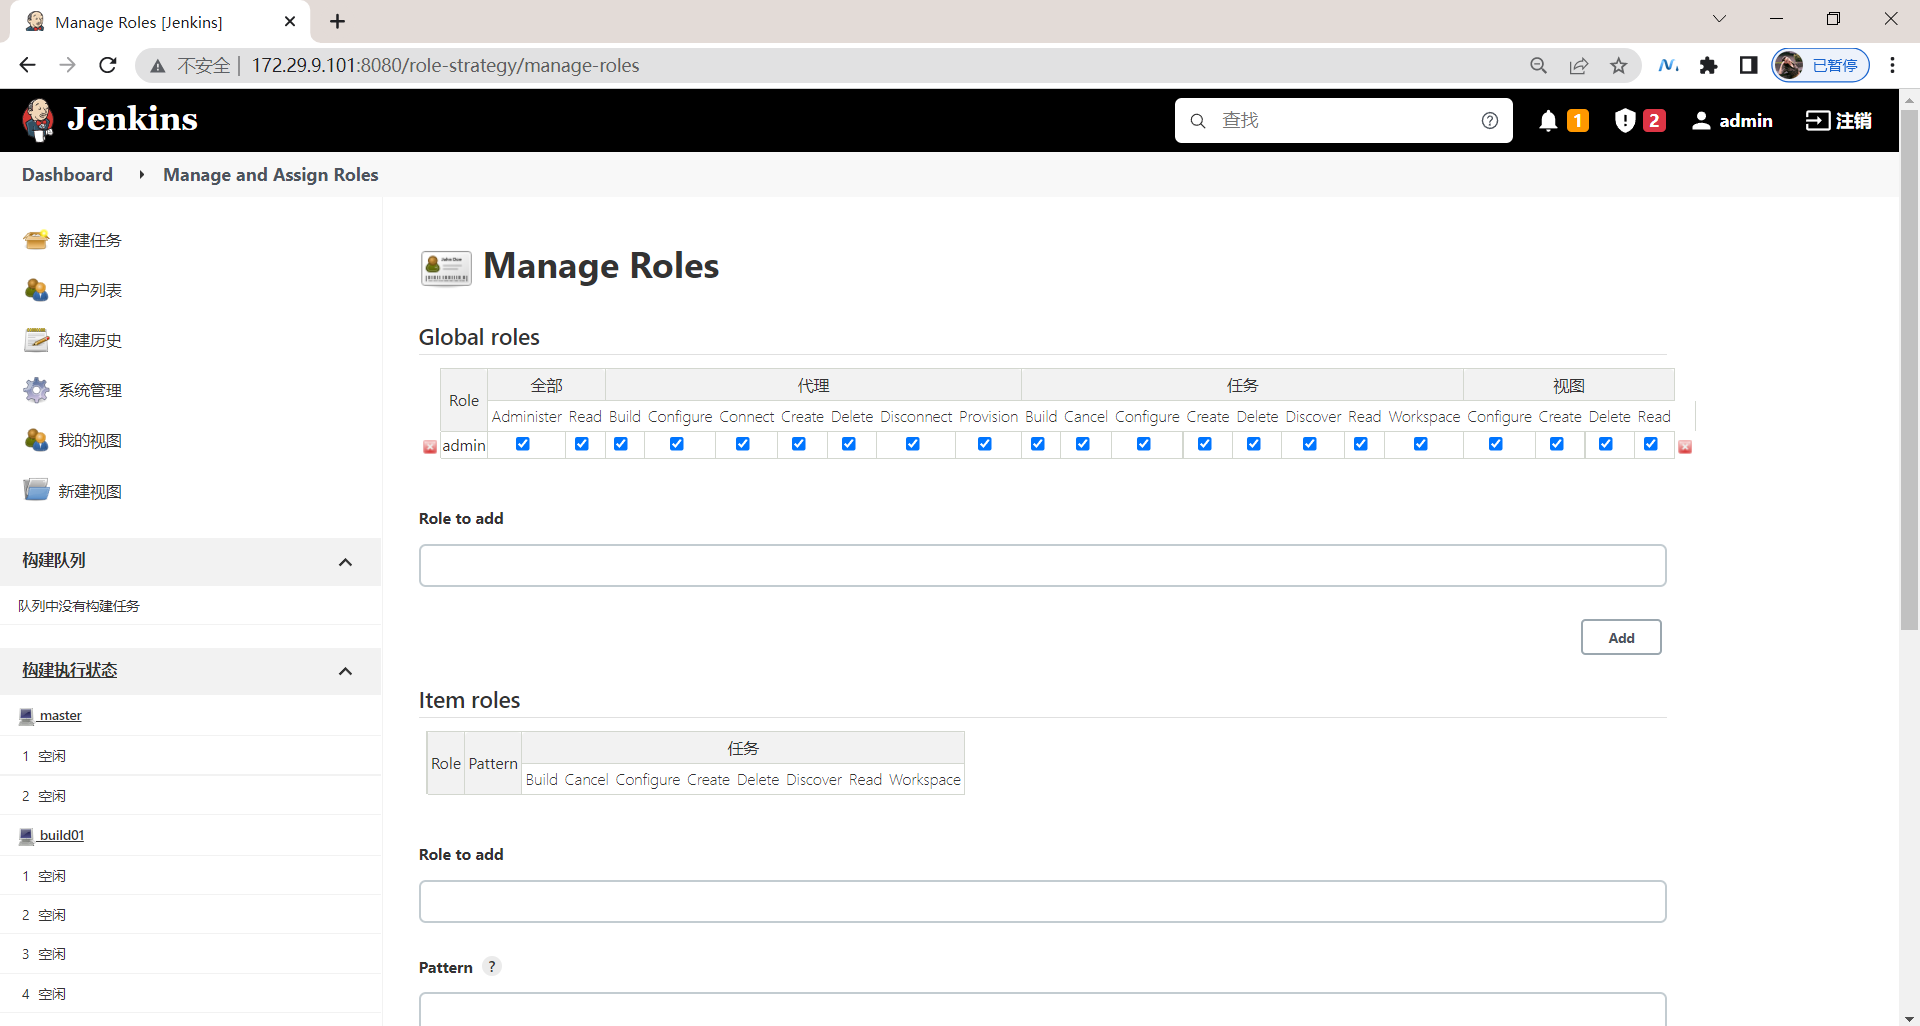 Manage Roles [Jenkins]
不安全 | 172.29.9.101:8080/role-strategy/manage-roles
已暂停
Jenkins
查找
1
2
admin
注销
Dashboard
Manage and Assign Roles
新建任务
用户列表
构建历史
系统管理
我的视图
新建视图
构建队列
队列中没有构建任务
构建执行状态
master
1 空闲
2 空闲
build01
1 空闲
2 空闲
3 空闲
4 空闲
Manage Roles
Global roles
Role 全部 代理 任务 视图
Administer Read Build Configure Connect Create Delete Disconnect Provision Build Cancel Configure Create Delete Discover Read Workspace Configure Create Delete Read
admin
Role to add
Add
Item roles
Role Pattern 任务
Build Cancel Configure Create Delete Discover Read Workspace
Role to add
Pattern ?